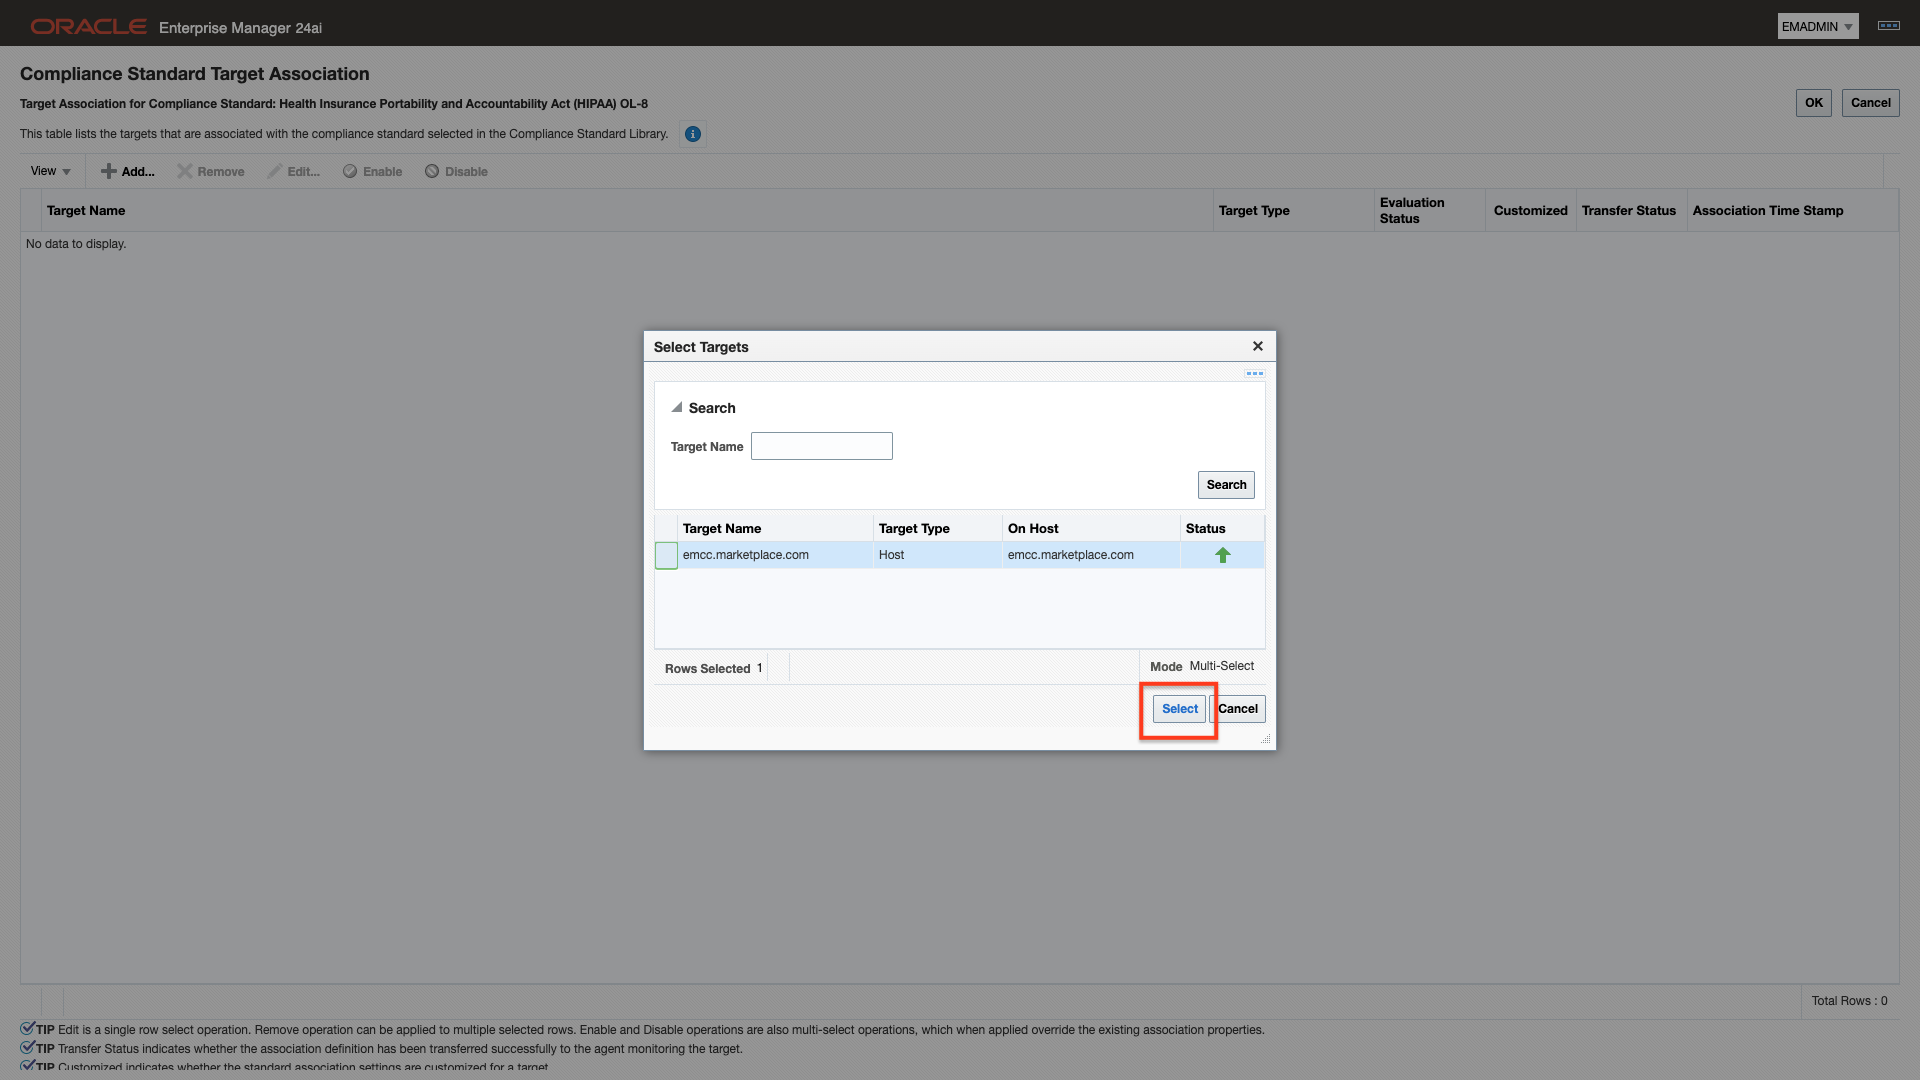 ORACLE Enterprise Manager 24ai
EMADMIN
Compliance Standard Target Association
Target Association for Compliance Standard: Health Insurance Portability and Accountability Act (HIPAA) OL-8
OK Cancel
This table lists the targets that are associated with the compliance standard selected in the Compliance Standard Library.
View Add... Remove Edit... Enable Disable
Target Name Target Type Evaluation Status Customized Transfer Status Association Time Stamp
No data to display.
Select Targets
Search
Target Name
Search
Target Name Target Type On Host Status
emcc.marketplace.com Host emcc.marketplace.com
Rows Selected 1 Mode Multi-Select
Select Cancel
Total Rows : 0
TIP Edit is a single row select operation. Remove operation can be applied to multiple selected rows. Enable and Disable operations are also multi-select operations, which when applied override the existing association properties.
TIP Transfer Status indicates whether the association definition has been transferred successfully to the agent monitoring the target.
TIP Customized indicates whether the standard association settings are customized for a target.